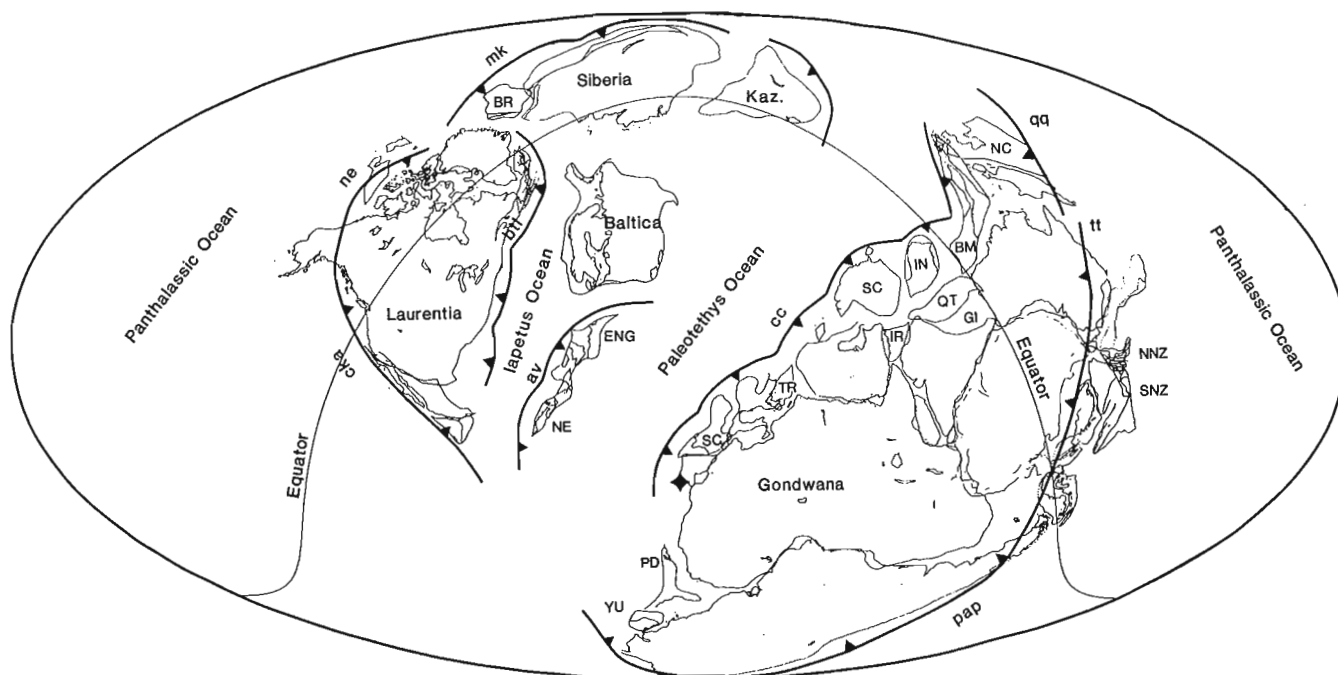 mk
Siberia
BR
Kaz.
qq
NC
ne
Panthalassic Ocean
btl
Baltica
Iapetus Ocean
Laurentia
Paleotethys Ocean
BM
IN
SC
QT
GI
tt
Panthalassic Ocean
cc
ENG
IR
Equator
NNZ
SNZ
av
TR
NE
SC
Equator
Gondwana
PD
YU
pap